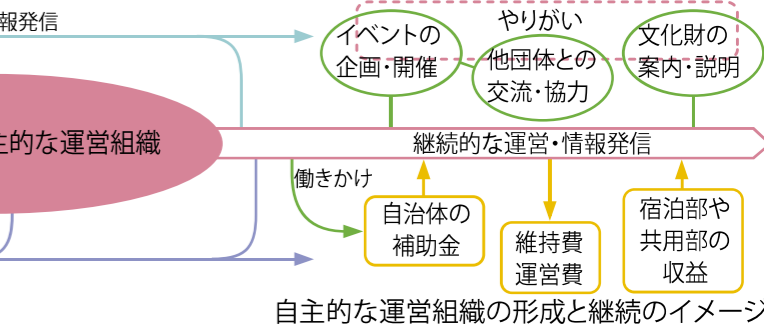 報発信
やりがい
イベントの
企画・開催
他団体との
交流・協力
文化財の
案内・説明
主的な運営組織
継続的な運営・情報発信
働きかけ
自治体の
補助金
維持費
運営費
宿泊部や
共用部の
収益
自主的な運営組織の形成と継続のイメージ